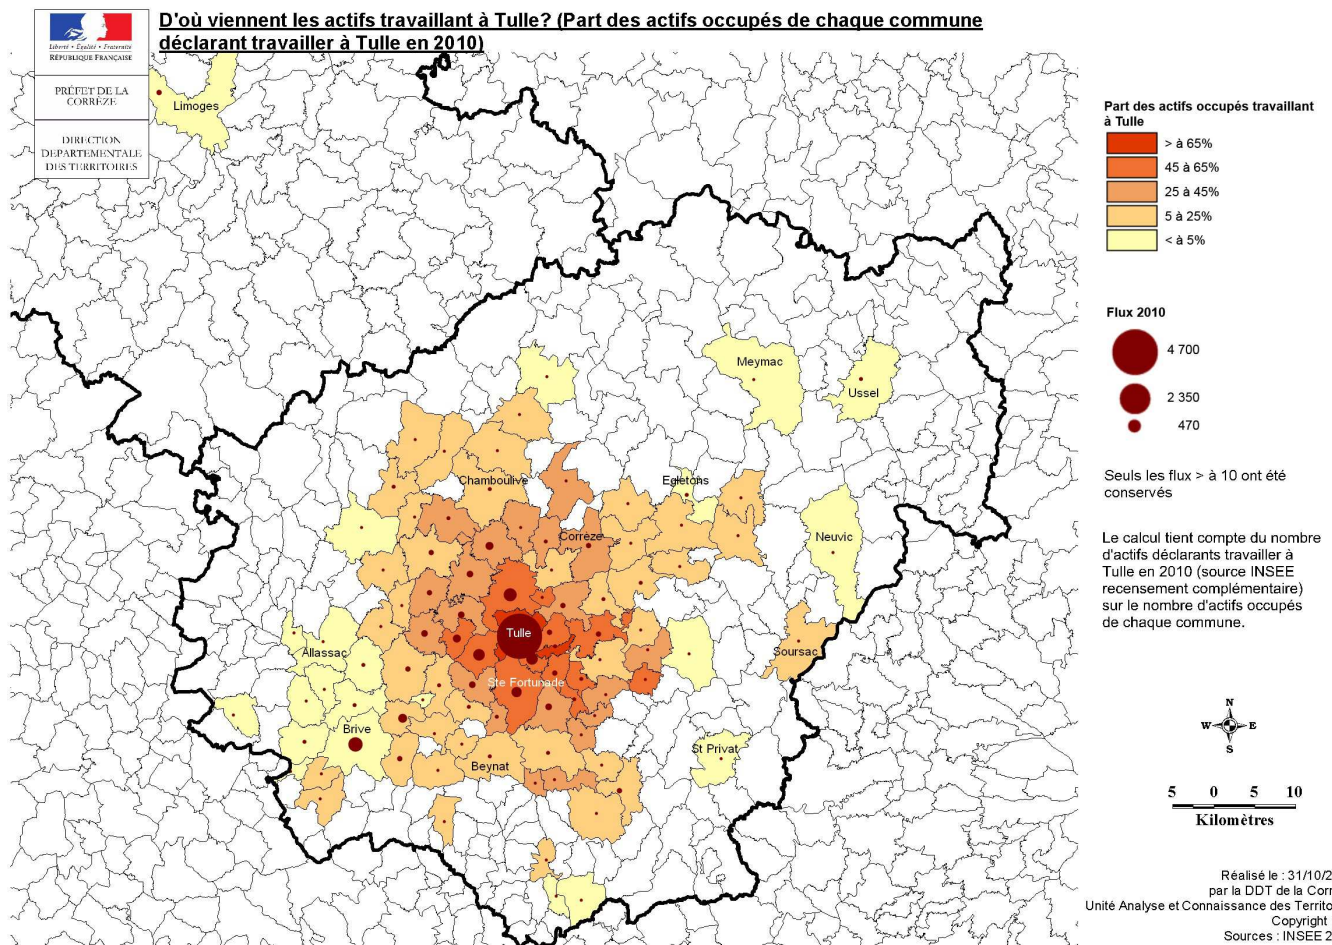 D'où viennent les actifs travaillant à Tulle? (Part des actifs occupés de chaque commune
déclarant travailler à Tulle en 2010)
Liberté • Égalité • Fraternité
RÉPUBLIQUE FRANÇAISE
PRÉFET DE LA
CORRÈZE
DIRECTION
DEPARTEMENTALE
DES TERRITOIRES
Limoges
Meymac
Ussel
Chamboulive
Egletons
Corrèze
Neuvic
Tulle
Allassac
Soursac
Ste Fortunade
Brive
St Privat
Beynat
Part des actifs occupés travaillant
à Tulle
> à 65%
45 à 65%
25 à 45%
5 à 25%
< à 5%
Flux 2010
4 700
2 350
470
Seuls les flux > à 10 ont été
conservés
Le calcul tient compte du nombre
d'actifs déclarants travailler à
Tulle en 2010 (source INSEE
recensement complémentaire)
sur le nombre d'actifs occupés
de chaque commune.
N
W E
S
5 0 5 10
Kilomètres
Réalisé le : 31/10/2
par la DDT de la Corr
Unité Analyse et Connaissance des Territo
Copyright
Sources : INSEE 2